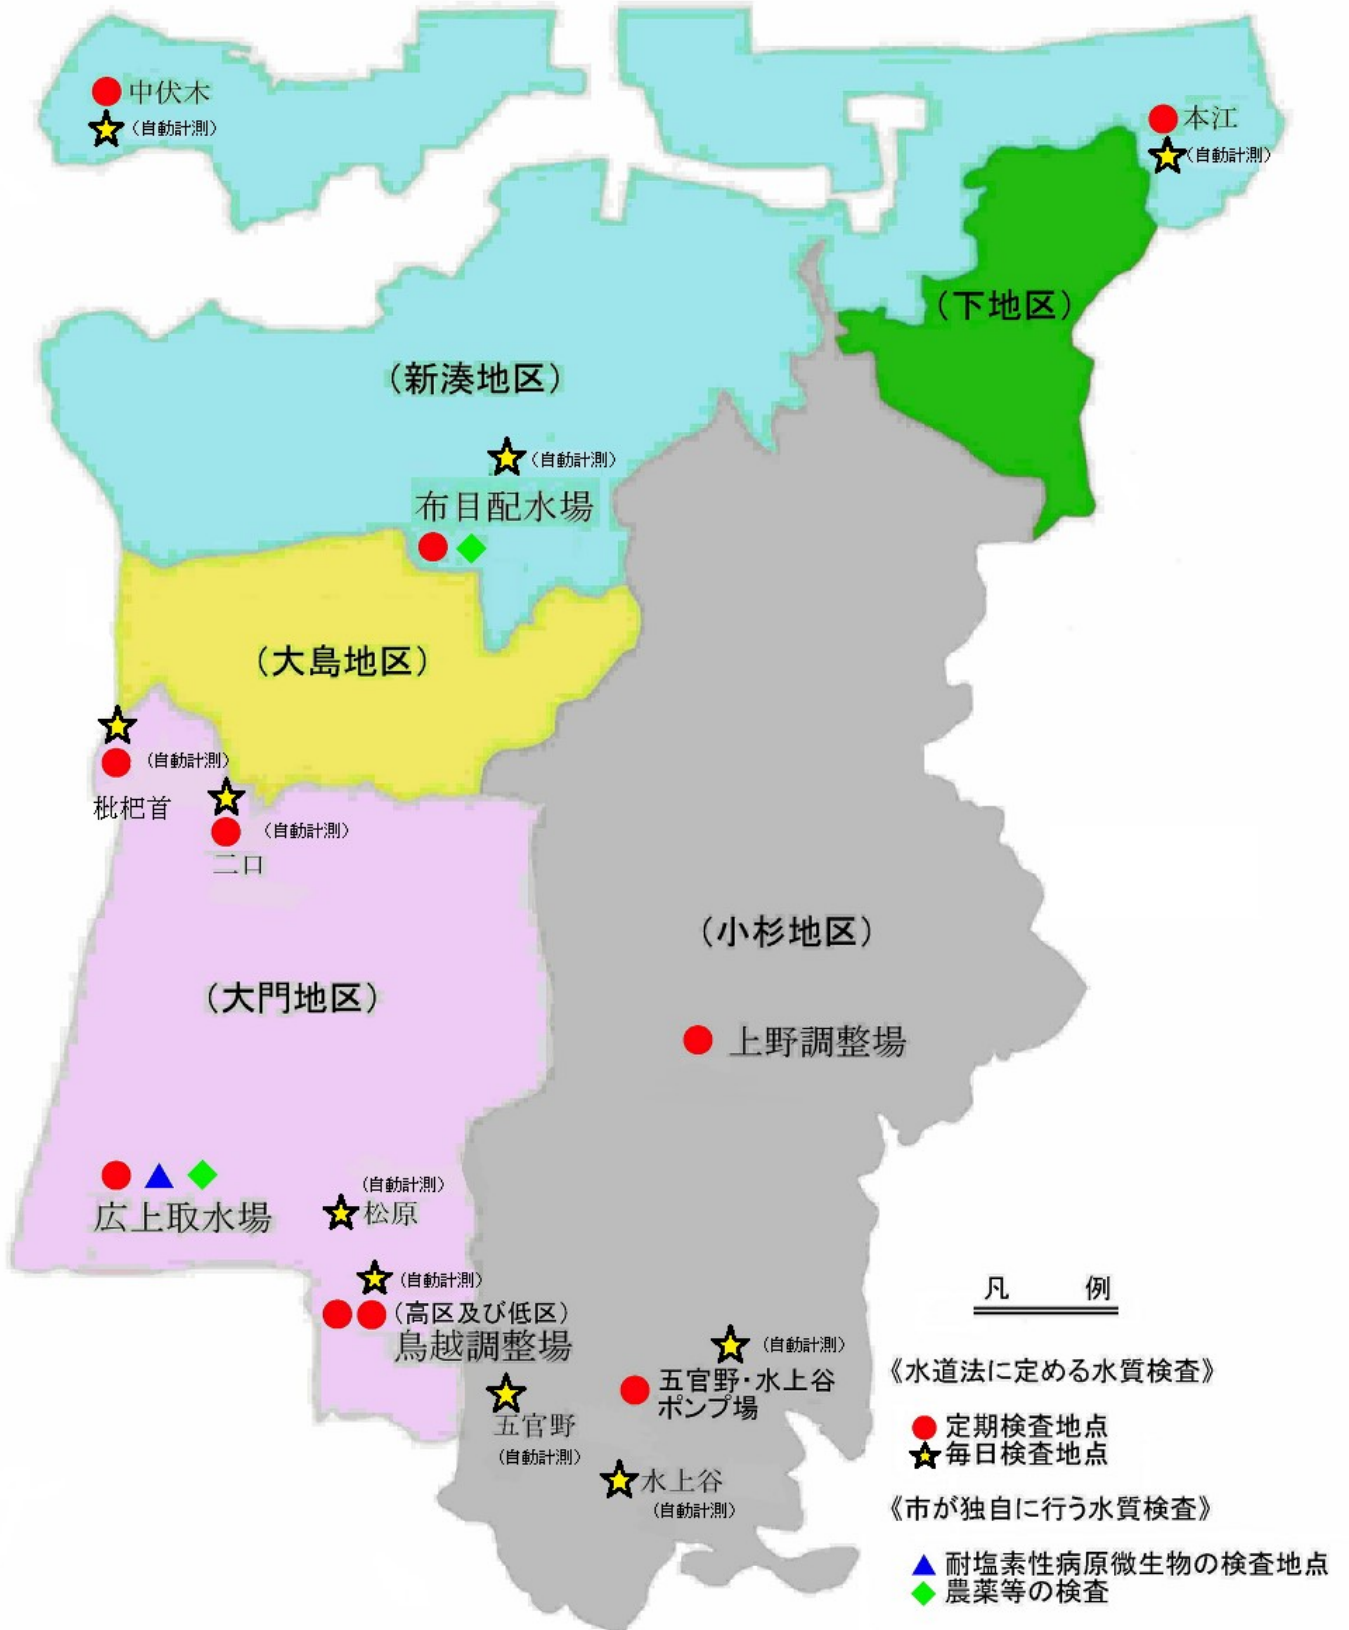 中伏木
（自動計測）
本江
（自動計測）
（下地区）
（新湊地区）
（自動計測）
布目配水場
（大島地区）
（自動計測）
枇杷首
（自動計測）
二口
（小杉地区）
（大門地区）
上野調整場
（自動計測）
松原
広上取水場
（自動計測）
（高区及び低区）
鳥越調整場
（自動計測）
五官野・水上谷
ポンプ場
五官野
（自動計測）
水上谷
（自動計測）
凡　　例
《水道法に定める水質検査》
定期検査地点
毎日検査地点
《市が独自に行う水質検査》
耐塩素性病原微生物の検査地点
農薬等の検査